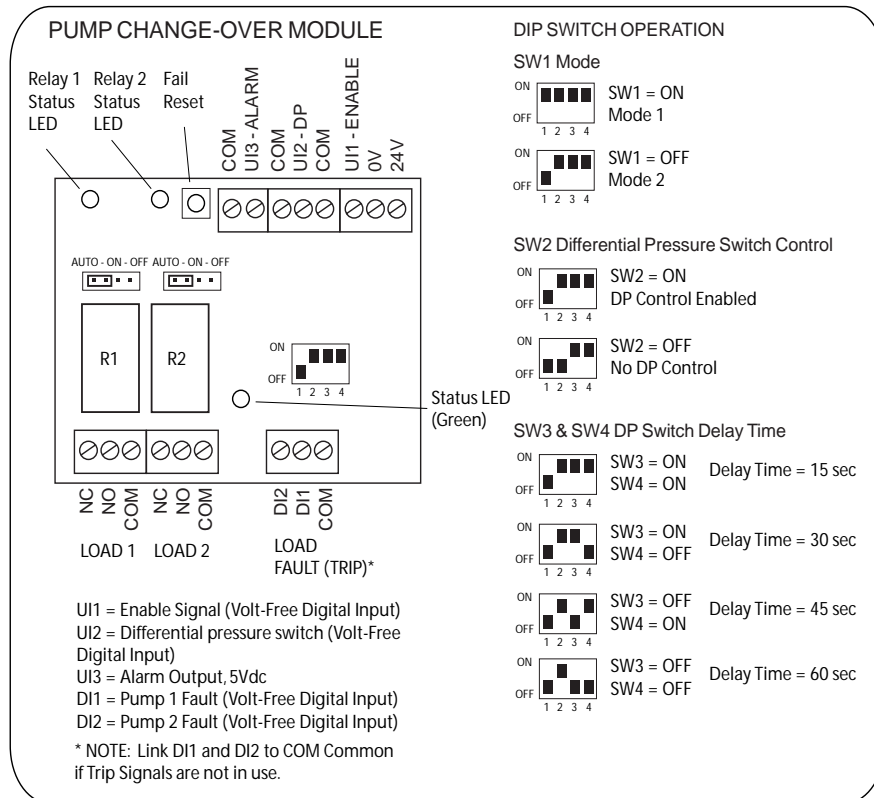 PUMP CHANGE-OVER MODULE
Relay 1 Status LED
Relay 2 Status LED
Fail Reset
COM
UI3 - ALARM
COM
UI2 - DP
COM
UI1 - ENABLE
0V
24V
AUTO - ON - OFF
AUTO - ON - OFF
R1
R2
ON
OFF
1 2 3 4
Status LED
(Green)
NC
NO
COM
NC
NO
COM
DI2
DI1
COM
LOAD 1
LOAD 2
LOAD
FAULT (TRIP)*
UI1 = Enable Signal (Volt-Free Digital Input)
UI2 = Differential pressure switch (Volt-Free
Digital Input)
UI3 = Alarm Output, 5Vdc
DI1 = Pump 1 Fault (Volt-Free Digital Input)
DI2 = Pump 2 Fault (Volt-Free Digital Input)
* NOTE: Link DI1 and DI2 to COM Common
if Trip Signals are not in use.
DIP SWITCH OPERATION
SW1 Mode
ON
OFF
1 2 3 4
SW1 = ON
Mode 1
ON
OFF
1 2 3 4
SW1 = OFF
Mode 2
SW2 Differential Pressure Switch Control
ON
OFF
1 2 3 4
SW2 = ON
DP Control Enabled
ON
OFF
1 2 3 4
SW2 = OFF
No DP Control
SW3 & SW4 DP Switch Delay Time
ON
OFF
1 2 3 4
SW3 = ON
SW4 = ON
Delay Time = 15 sec
ON
OFF
1 2 3 4
SW3 = ON
SW4 = OFF
Delay Time = 30 sec
ON
OFF
1 2 3 4
SW3 = OFF
SW4 = ON
Delay Time = 45 sec
ON
OFF
1 2 3 4
SW3 = OFF
SW4 = OFF
Delay Time = 60 sec